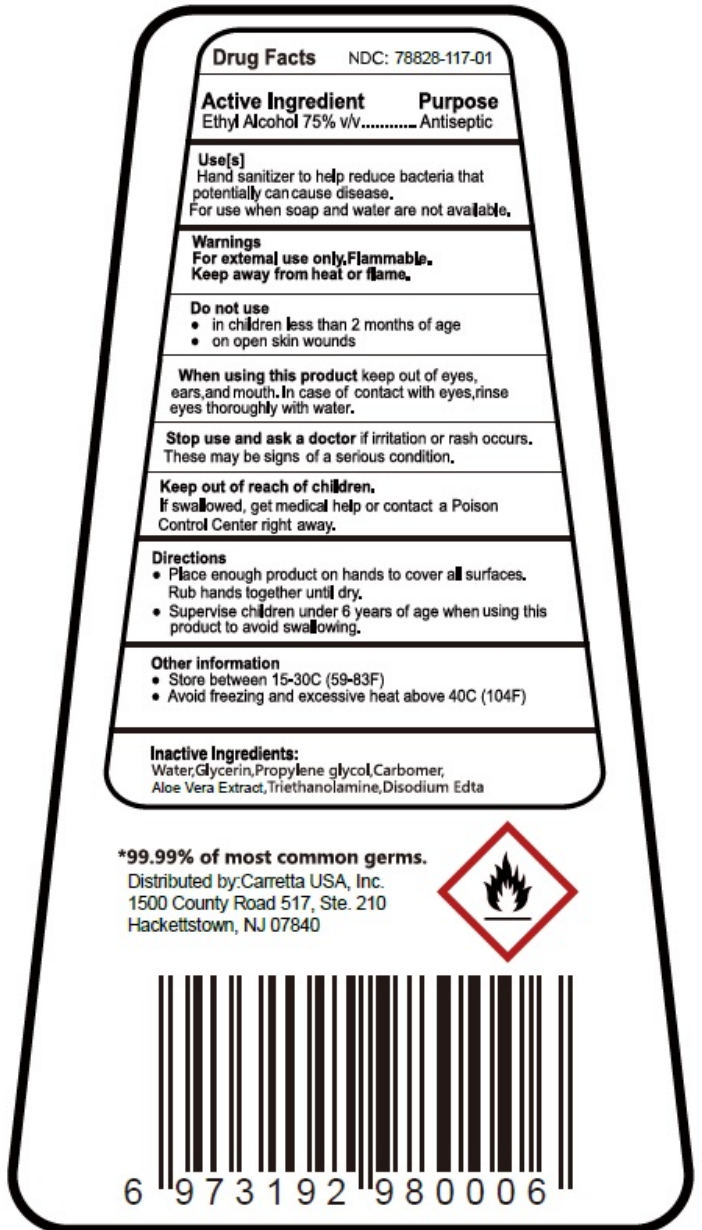 Drug Facts NDC: 78828-117-01
Active Ingredient Purpose
Ethyl Alcohol 75% v/v............ Antiseptic
Use[s]
Hand sanitizer to help reduce bacteria that
potentially can cause disease.
For use when soap and water are not available.
Warnings
For external use only.Flammable.
Keep away from heat or flame.
Do not use
• in children less than 2 months of age
• on open skin wounds
When using this product keep out of eyes,
ears,and mouth.In case of contact with eyes,rinse
eyes thoroughly with water.
Stop use and ask a doctor if irritation or rash occurs.
These may be signs of a serious condition.
Keep out of reach of children.
If swallowed, get medical help or contact a Poison
Control Center right away.
Directions
• Place enough product on hands to cover all surfaces.
Rub hands together until dry.
• Supervise children under 6 years of age when using this
product to avoid swallowing.
Other information
• Store between 15-30C (59-83F)
• Avoid freezing and excessive heat above 40C (104F)
Inactive Ingredients:
Water,Glycerin,Propylene glycol,Carbomer,
Aloe Vera Extract,Triethanolamine,Disodium Edta
*99.99% of most common germs.
Distributed by:Carretta USA, Inc.
1500 County Road 517, Ste. 210
Hackettstown, NJ 07840
6 973192 980006